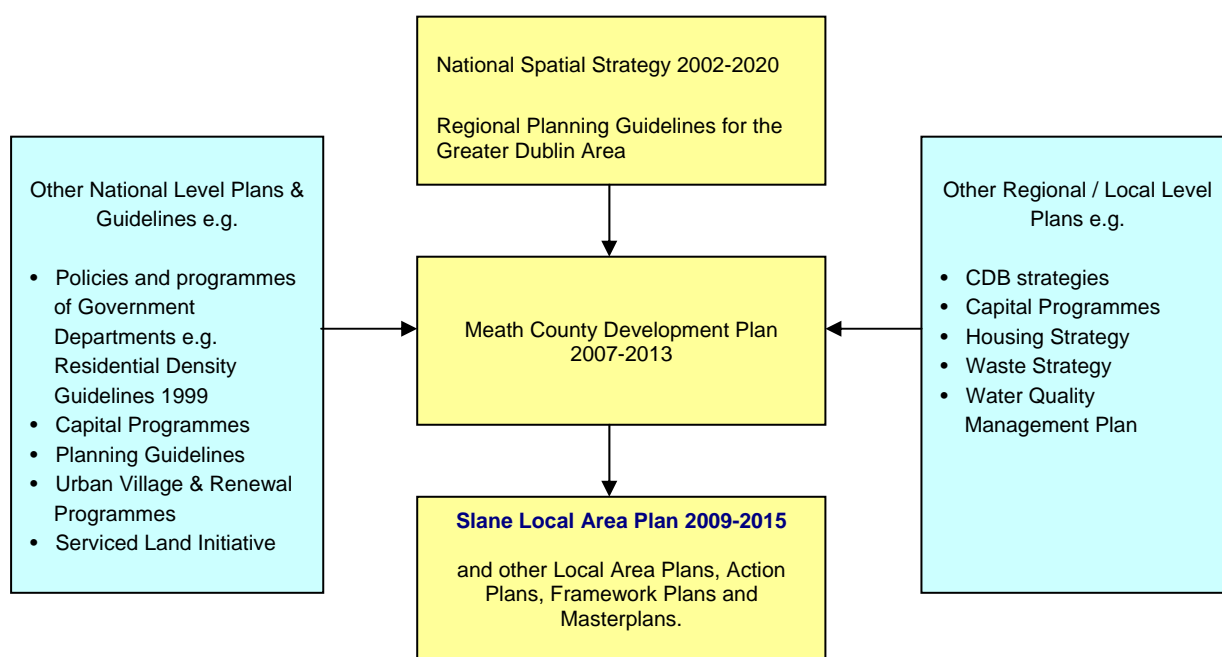 National Spatial Strategy 2002-2020
Regional Planning Guidelines for the
Greater Dublin Area
Other National Level Plans &
Guidelines e.g.
• Policies and programmes
of Government
Departments e.g.
Residential Density
Guidelines 1999
• Capital Programmes
• Planning Guidelines
• Urban Village & Renewal
Programmes
• Serviced Land Initiative
Meath County Development Plan
2007-2013
Other Regional / Local Level
Plans e.g.
• CDB strategies
• Capital Programmes
• Housing Strategy
• Waste Strategy
• Water Quality
Management Plan
Slane Local Area Plan 2009-2015
and other Local Area Plans, Action
Plans, Framework Plans and
Masterplans.